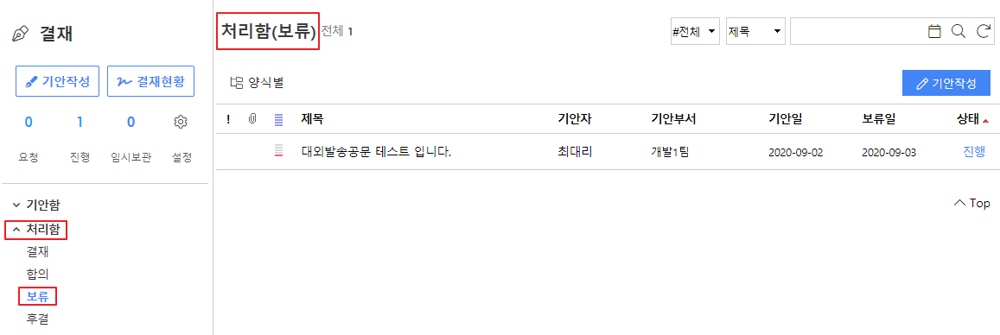 결재
기안작성 결재현황
0 1 0
요청 진행 임시보관 설정
기안함
처리함
결재
합의
보류
후결
처리함(보류) 전체 1
#전체 제목
양식별 기안작성
! 제목 기안자 기안부서 기안일 보류일 상태
대외발송공문 테스트 입니다. 최대리 개발1팀 2020-09-02 2020-09-03 진행
Top